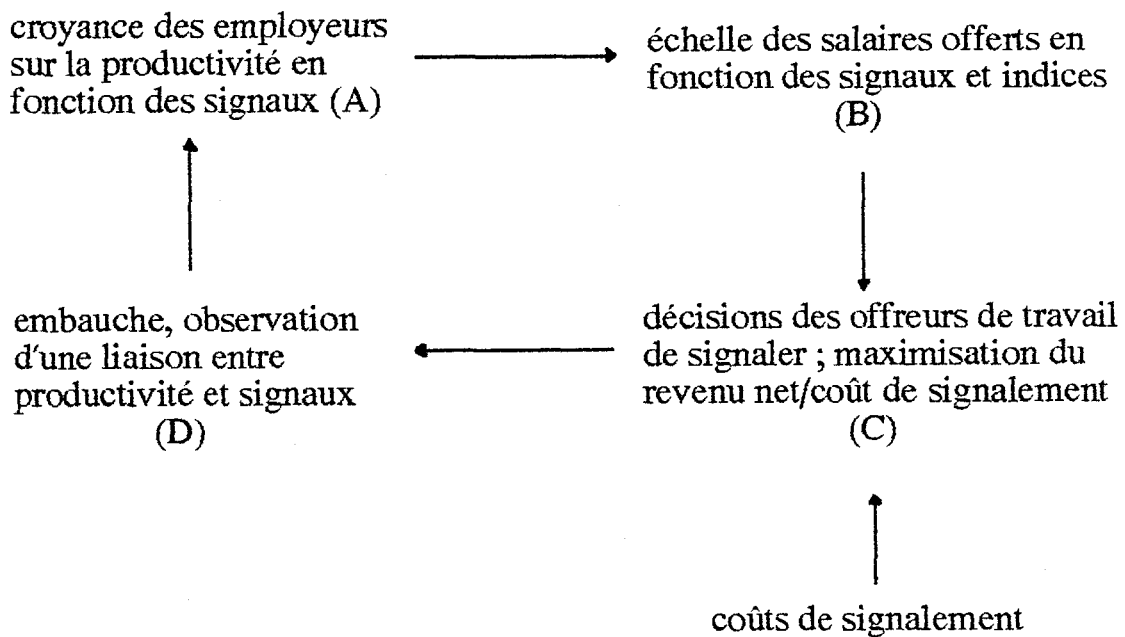 croyance des employeurs
sur la productivité en
fonction des signaux (A)
échelle des salaires offerts en
fonction des signaux et indices
(B)
embauche, observation
d'une liaison entre
productivité et signaux
(D)
décisions des offreurs de travail
de signaler ; maximisation du
revenu net/coût de signalement
(C)
coûts de signalement